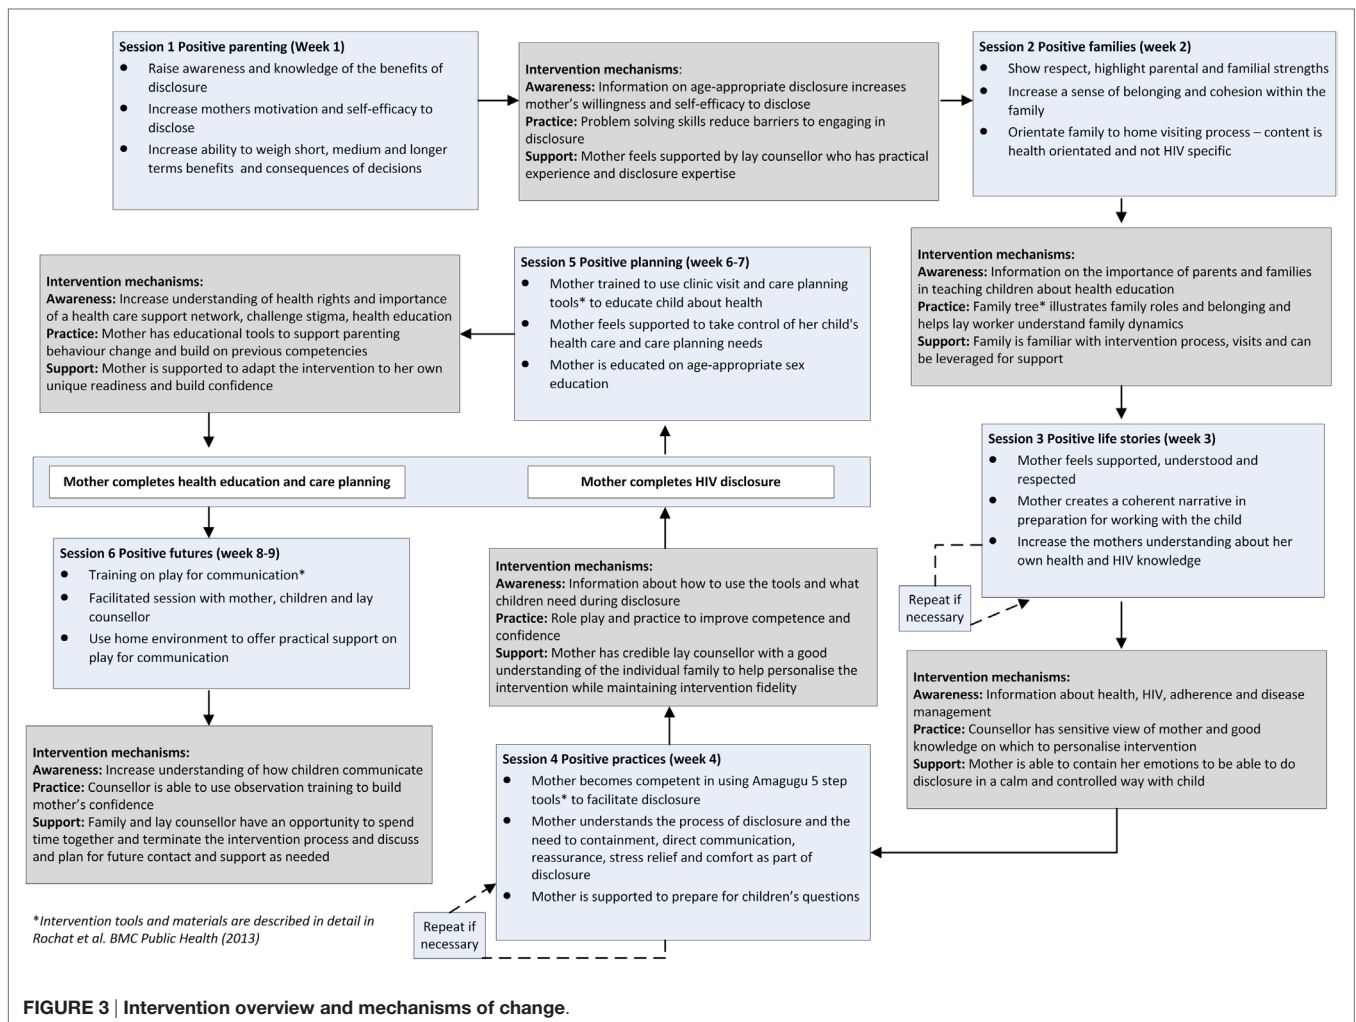 Session 1 Positive parenting (Week 1)
● Raise awareness and knowledge of the benefits of
disclosure
● Increase mothers motivation and self-efficacy to
disclose
● Increase ability to weigh short, medium and longer
terms benefits and consequences of decisions
Intervention mechanisms:
Awareness: Information on age-appropriate disclosure increases
mother's willingness and self-efficacy to disclose
Practice: Problem solving skills reduce barriers to engaging in
disclosure
Support: Mother feels supported by lay counsellor who has practical
experience and disclosure expertise
Session 2 Positive families (week 2)
● Show respect, highlight parental and familial strengths
● Increase a sense of belonging and cohesion within the
family
● Orientate family to home visiting process – content is
health orientated and not HIV specific
Intervention mechanisms:
Awareness: Information on the importance of parents and families
in teaching children about health education
Practice: Family tree* illustrates family roles and belonging and
helps lay worker understand family dynamics
Support: Family is familiar with intervention process, visits and can
be leveraged for support
Session 3 Positive life stories (week 3)
● Mother feels supported, understood and
respected
● Mother creates a coherent narrative in
preparation for working with the child
● Increase the mothers understanding about her
own health and HIV knowledge
Repeat if
necessary
Intervention mechanisms:
Awareness: Information about health, HIV, adherence and disease
management
Practice: Counsellor has sensitive view of mother and good
knowledge on which to personalise intervention
Support: Mother is able to contain her emotions to be able to do
disclosure in a calm and controlled way with child
Session 4 Positive practices (week 4)
● Mother becomes competent in using Amagugu 5 step
tools* to facilitate disclosure
● Mother understands the process of disclosure and the
need to containment, direct communication,
reassurance, stress relief and comfort as part of
disclosure
● Mother is supported to prepare for children's questions
Repeat if
necessary
Intervention mechanisms:
Awareness: Information about how to use the tools and what
children need during disclosure
Practice: Role play and practice to improve competence and
confidence
Support: Mother has credible lay counsellor with a good
understanding of the individual family to help personalise the
intervention while maintaining intervention fidelity
Mother completes HIV disclosure
Session 5 Positive planning (week 6-7)
● Mother trained to use clinic visit and care planning
tools* to educate child about health
● Mother feels supported to take control of her child's
health care and care planning needs
● Mother is educated on age-appropriate sex
education
Intervention mechanisms:
Awareness: Increase understanding of health rights and importance
of a health care support network, challenge stigma, health education
Practice: Mother has educational tools to support parenting
behaviour change and build on previous competencies
Support: Mother is supported to adapt the intervention to her own
unique readiness and build confidence
Mother completes health education and care planning
Session 6 Positive futures (week 8-9)
● Training on play for communication*
● Facilitated session with mother, children and lay
counsellor
● Use home environment to offer practical support on
play for communication
Intervention mechanisms:
Awareness: Increase understanding of how children communicate
Practice: Counsellor is able to use observation training to build
mother's confidence
Support: Family and lay counsellor have an opportunity to spend
time together and terminate the intervention process and discuss
and plan for future contact and support as needed
*Intervention tools and materials are described in detail in
Rochat et al. BMC Public Health (2013)
FIGURE 3 | Intervention overview and mechanisms of change.